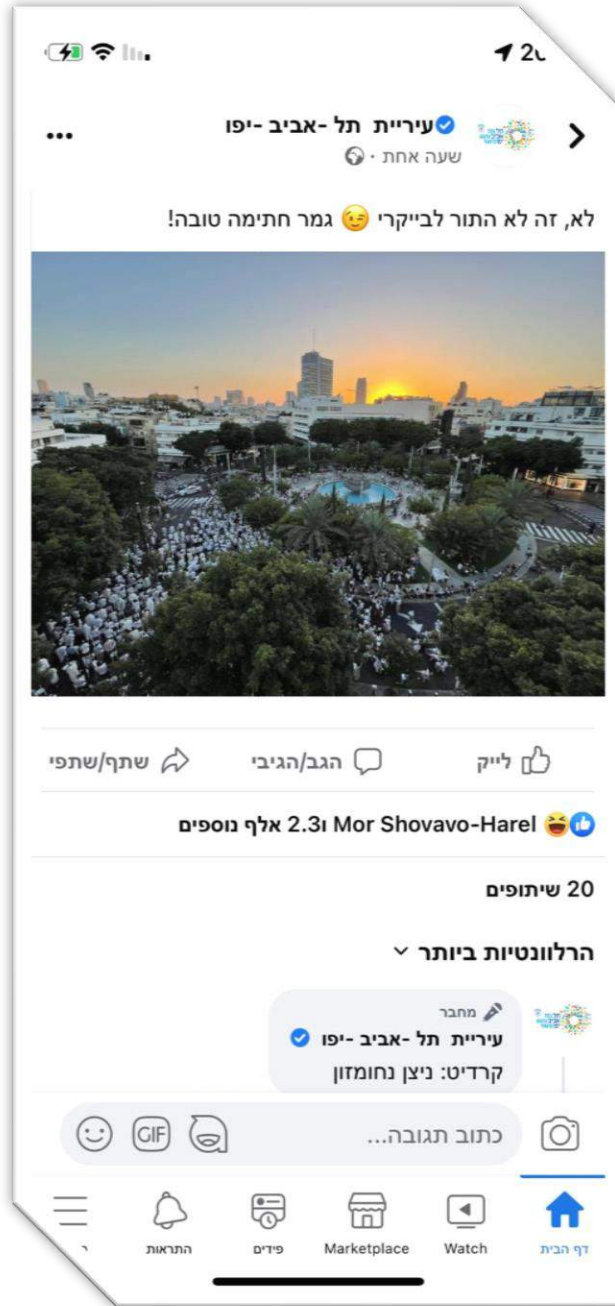 עיריית תל -אביב -יפו
שעה אחת ·
לא, זה לא התור לבייקרי 😉 גמר חתימה טובה!
לייק
הגב/הגיבי
שתף/שתפי
Mor Shovavo-Harel ו2.3 אלף נוספים
20 שיתופים
הרלוונטיות ביותר
מחבר
עיריית תל -אביב -יפו
קרדיט: ניצן נחומזון
כתוב תגובה...
GIF
דף הבית
Watch
Marketplace
פידים
התראות